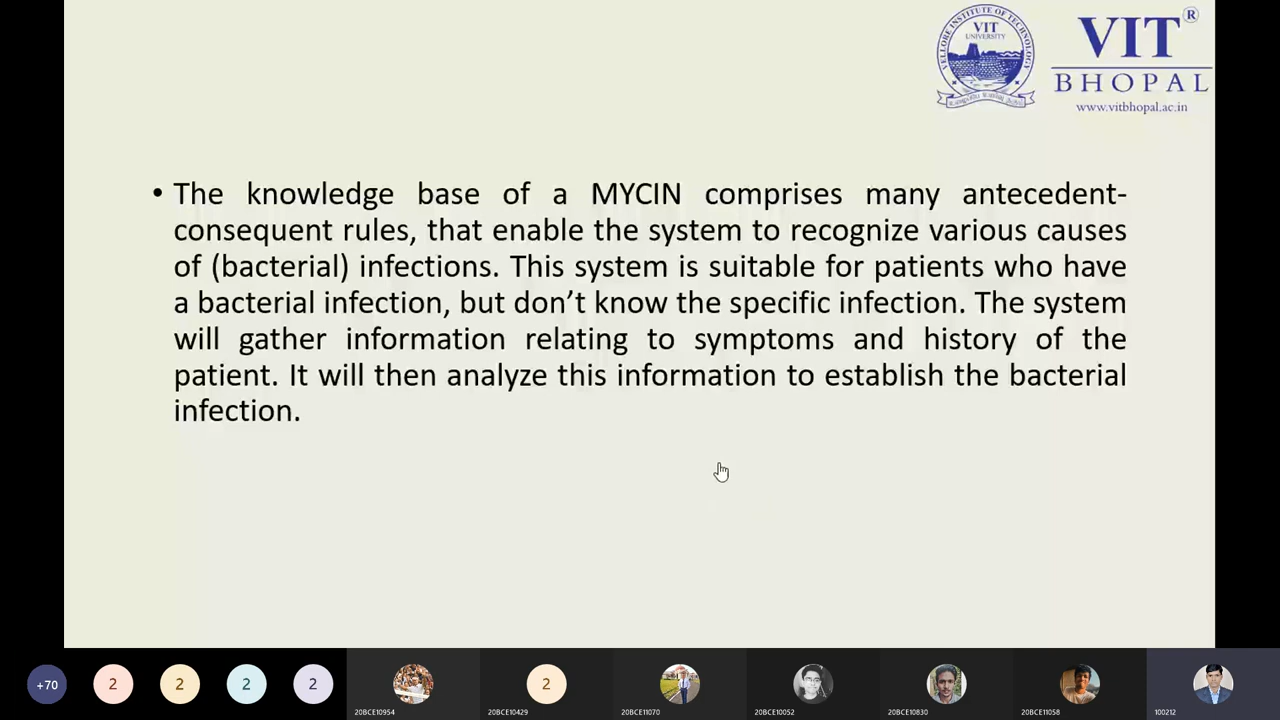 VELLORE INSTITUTE OF TECHNOLOGY
VIT
UNIVERSITY
VIT®
BHOPAL
www.vitbhopal.ac.in
• The knowledge base of a MYCIN comprises many antecedent-
consequent rules, that enable the system to recognize various causes
of (bacterial) infections. This system is suitable for patients who have
a bacterial infection, but don’t know the specific infection. The system
will gather information relating to symptoms and history of the
patient. It will then analyze this information to establish the bacterial
infection.
+70
2
2
2
2
20BCE10954
2
20BCE10429
20BCE11070
20BCE10052
20BCE10830
20BCE11058
100212